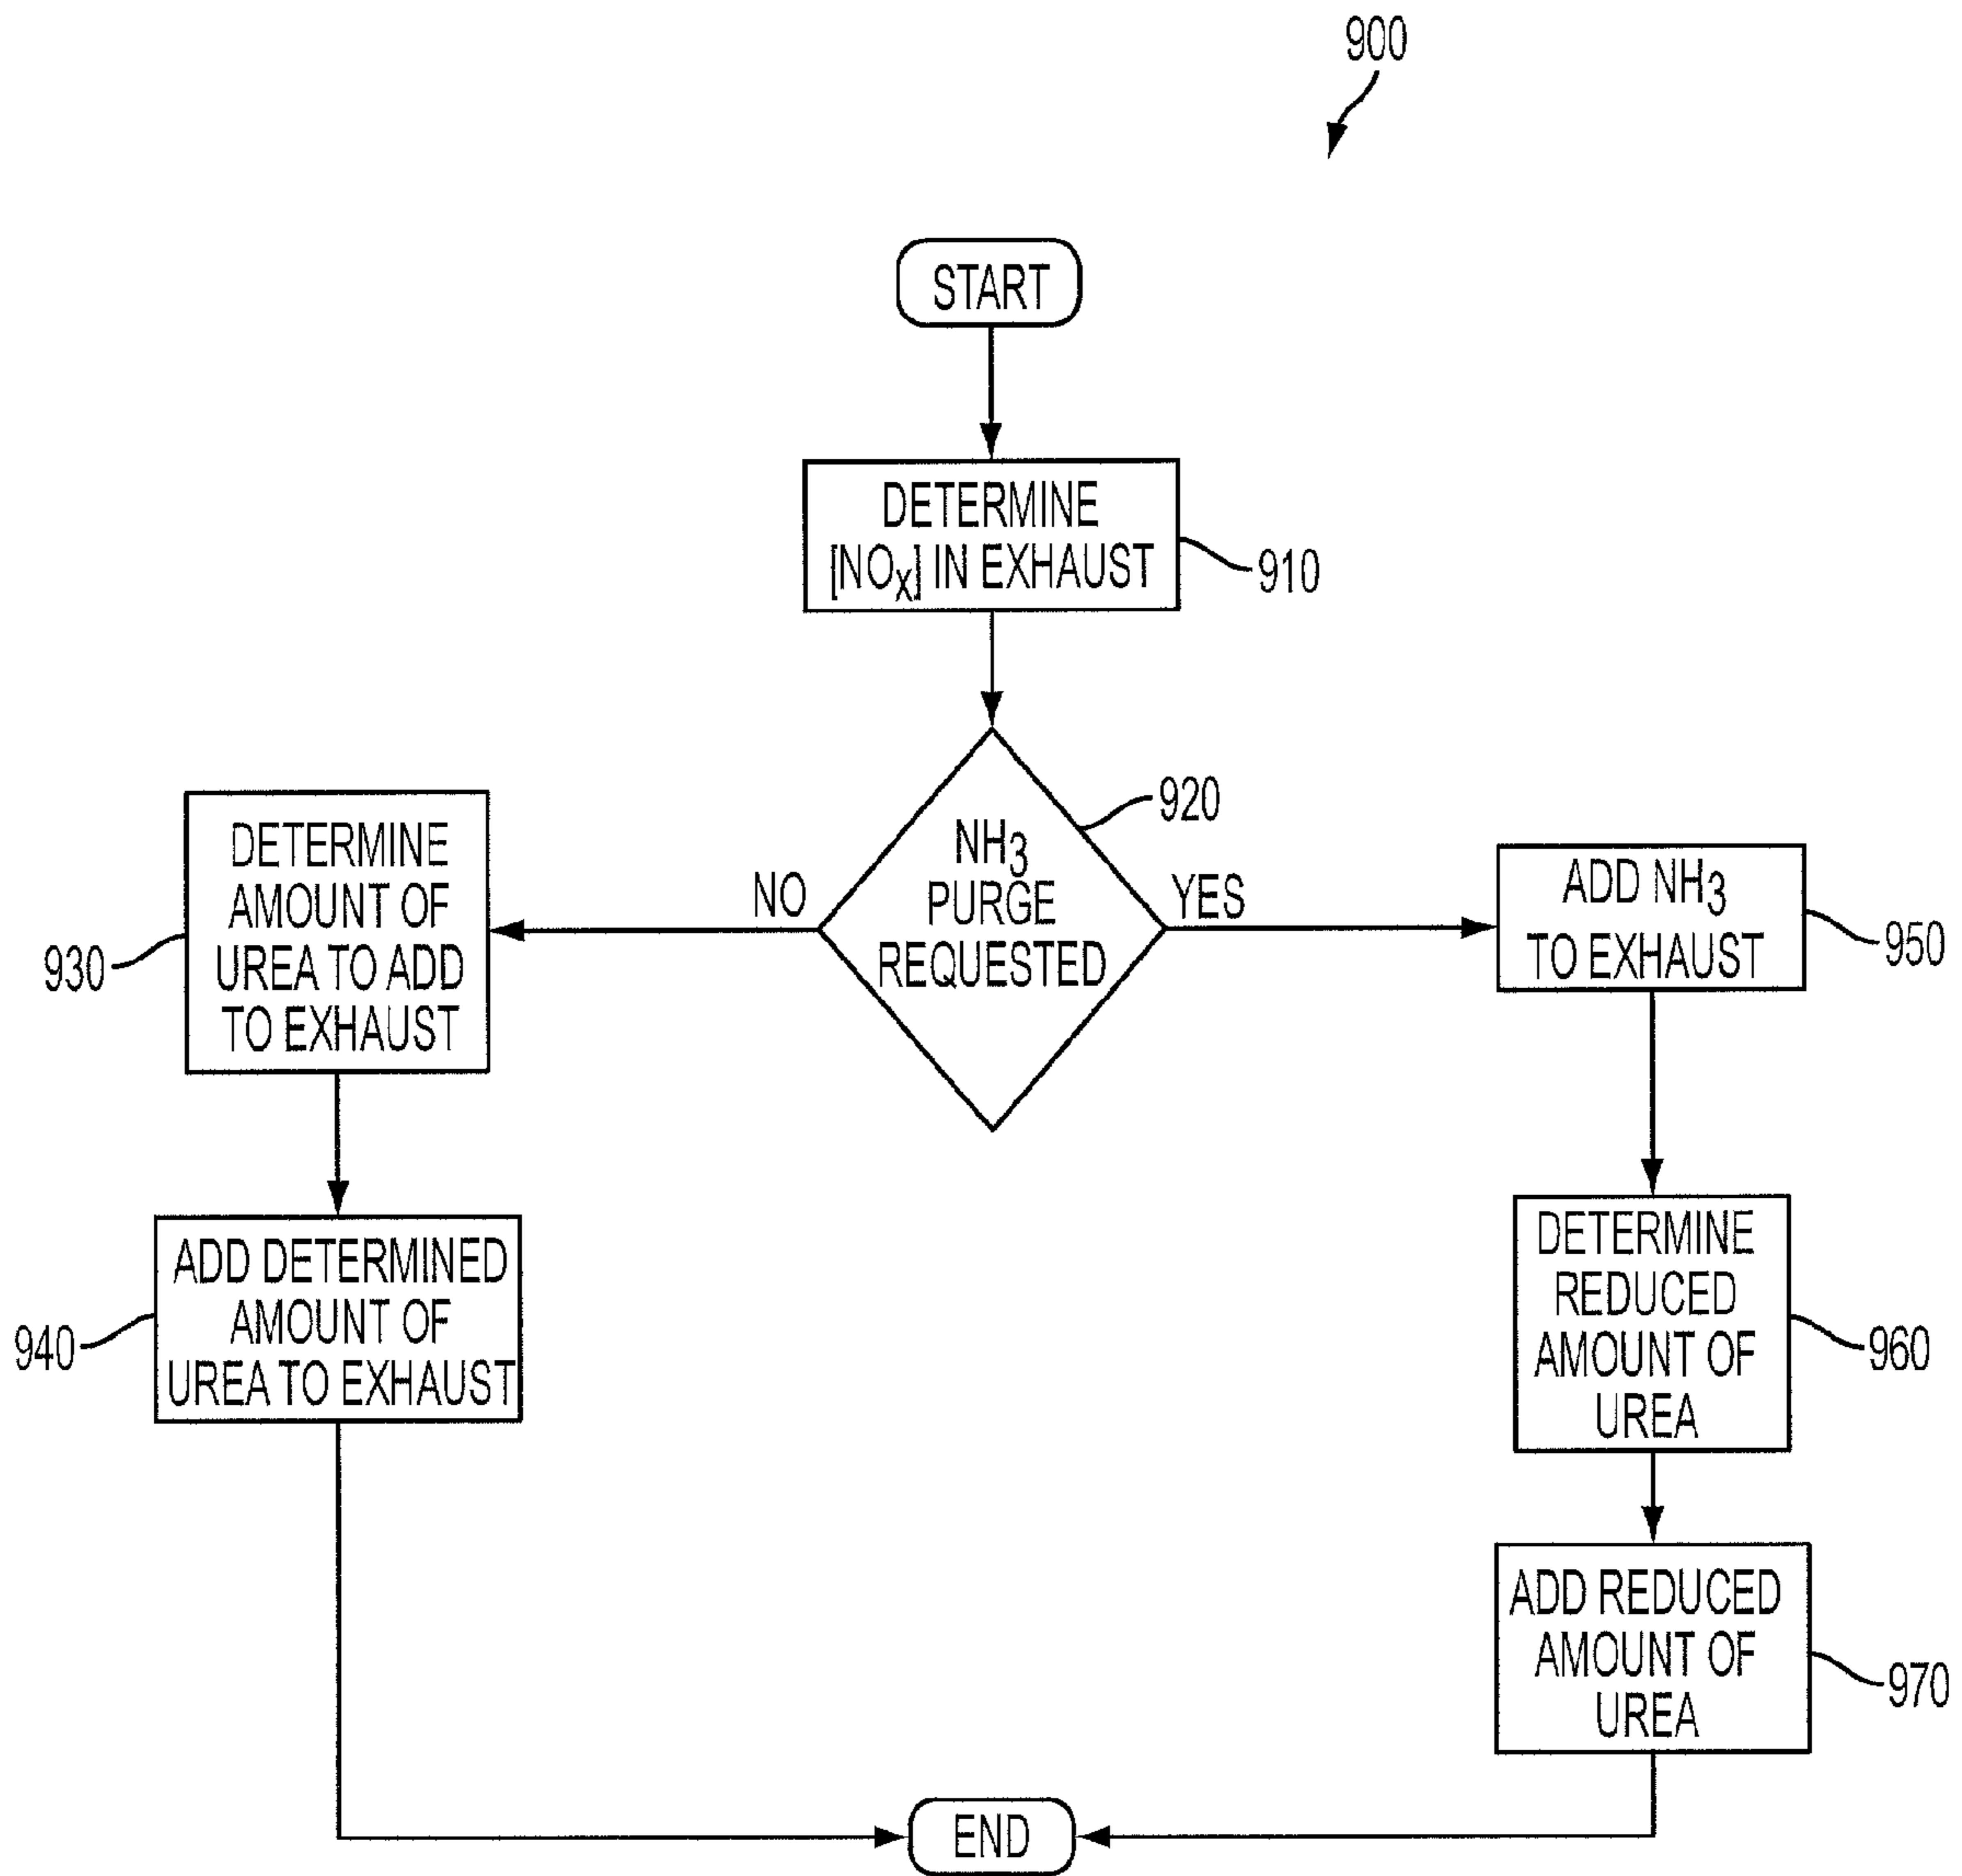 900
START
DETERMINE
[NOX] IN EXHAUST
910
920
NH3
PURGE
REQUESTED
NO
YES
DETERMINE
AMOUNT OF
UREA TO ADD
TO EXHAUST
930
ADD DETERMINED
AMOUNT OF
UREA TO EXHAUST
940
ADD NH3
TO EXHAUST
950
DETERMINE
REDUCED
AMOUNT OF
UREA
960
ADD REDUCED
AMOUNT OF
UREA
970
END